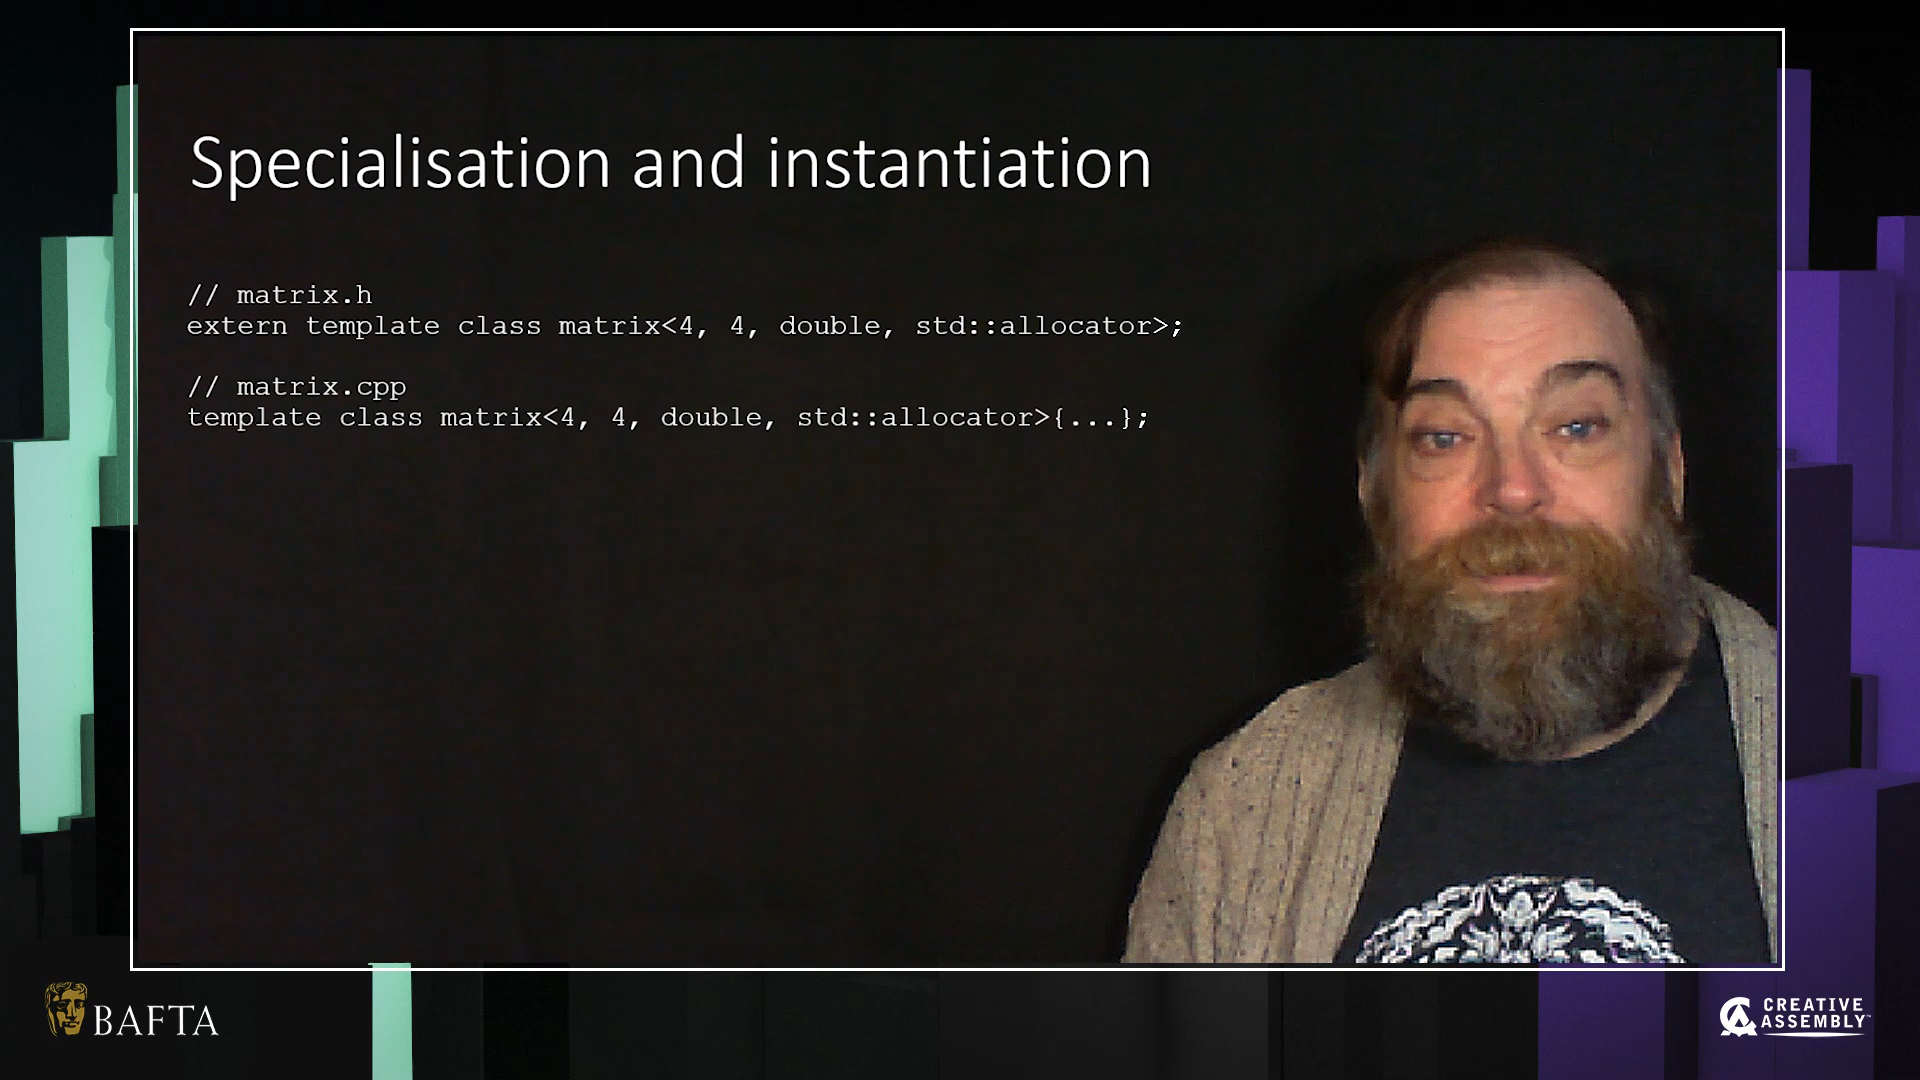 Specialisation and instantiation
// matrix.h
extern template class matrix<4, 4, double, std::allocator>;
// matrix.cpp
template class matrix<4, 4, double, std::allocator>{...};
BAFTA
CREATIVE
ASSEMBLY™